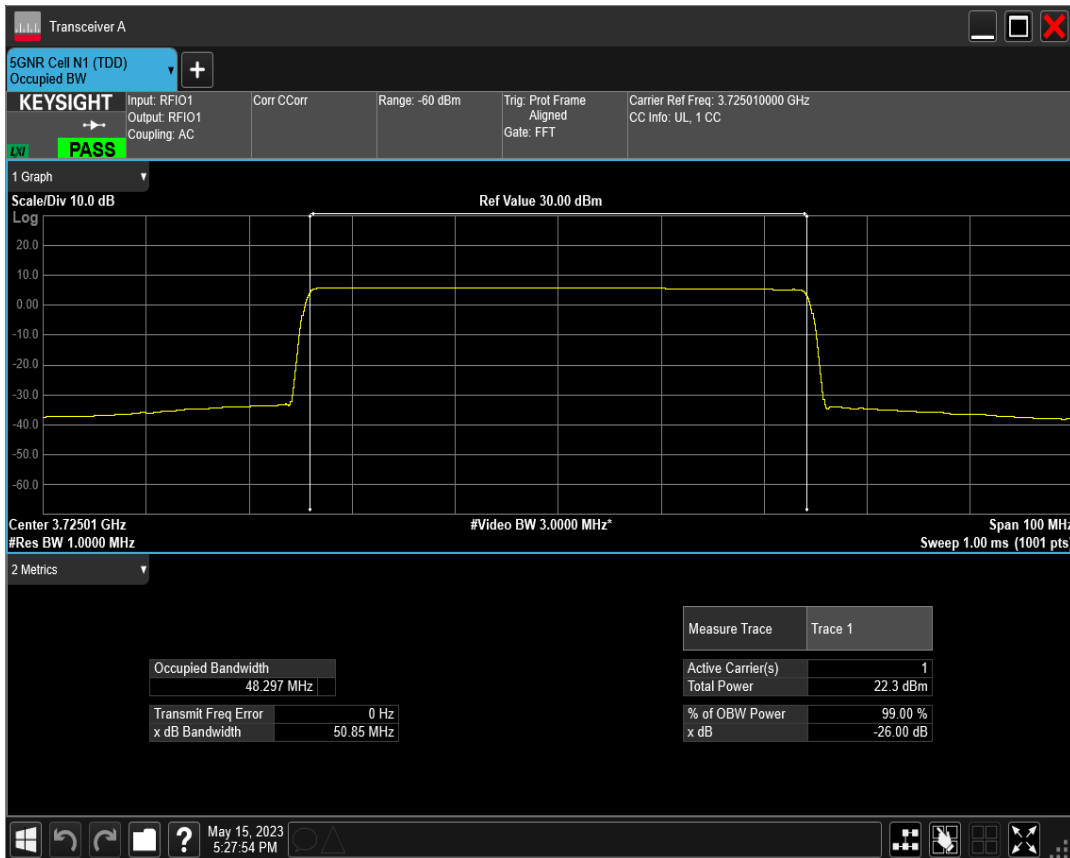 Transceiver A
5GNR Cell N1 (TDD)
Occupied BW
+
KEYSIGHT
LXI
PASS
Input: RFIO1
Output: RFIO1
Coupling: AC
Corr CCorr
Range: -60 dBm
Trig: Prot Frame
Aligned
Gate: FFT
Carrier Ref Freq: 3.725010000 GHz
CC Info: UL, 1 CC
1 Graph
Scale/Div 10.0 dB
Ref Value 30.00 dBm
Log
20.0
10.0
0.00
-10.0
-20.0
-30.0
-40.0
-50.0
-60.0
Center 3.72501 GHz
#Video BW 3.0000 MHz*
Span 100 MHz
#Res BW 1.0000 MHz
Sweep 1.00 ms (1001 pts)
2 Metrics
Measure Trace Trace 1
Occupied Bandwidth
48.297 MHz
Active Carrier(s) 1
Total Power 22.3 dBm
Transmit Freq Error 0 Hz
x dB Bandwidth 50.85 MHz
% of OBW Power 99.00 %
x dB -26.00 dB
?
May 15, 2023
5:27:54 PM